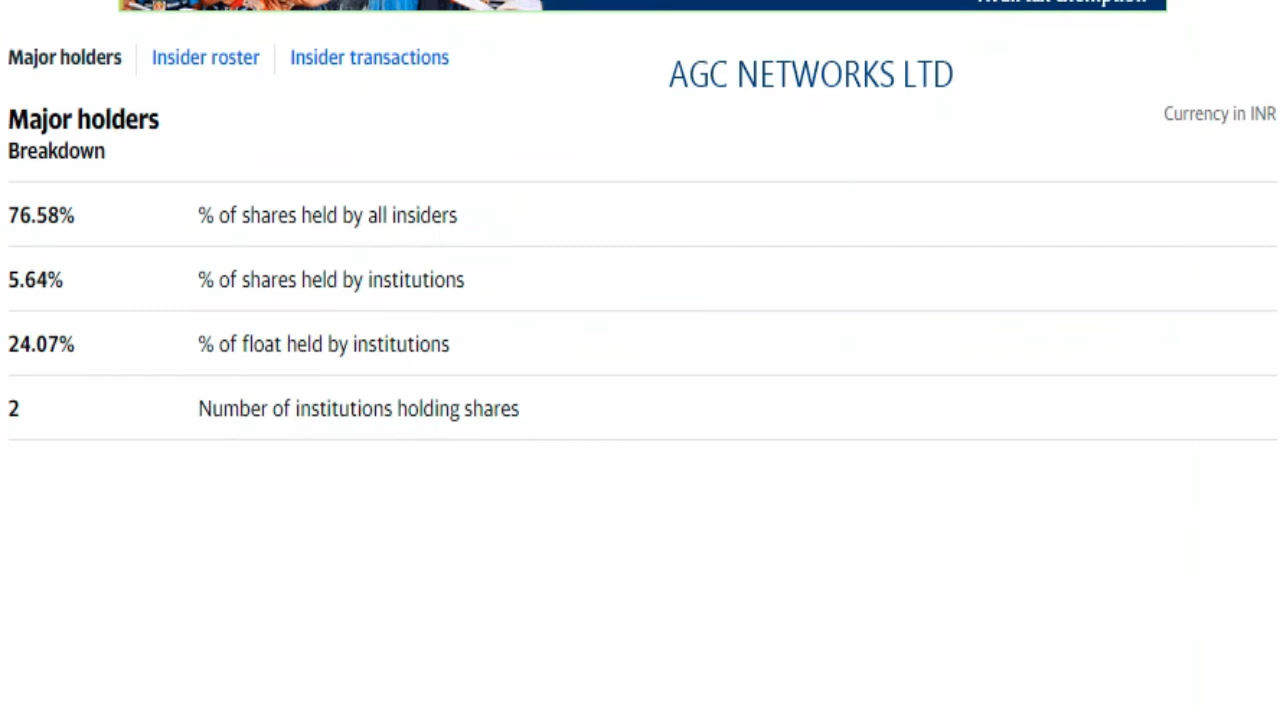 Major holders Insider roster Insider transactions
AGC NETWORKS LTD
Major holders
Currency in INR
Breakdown
76.58% % of shares held by all insiders
5.64% % of shares held by institutions
24.07% % of float held by institutions
2 Number of institutions holding shares